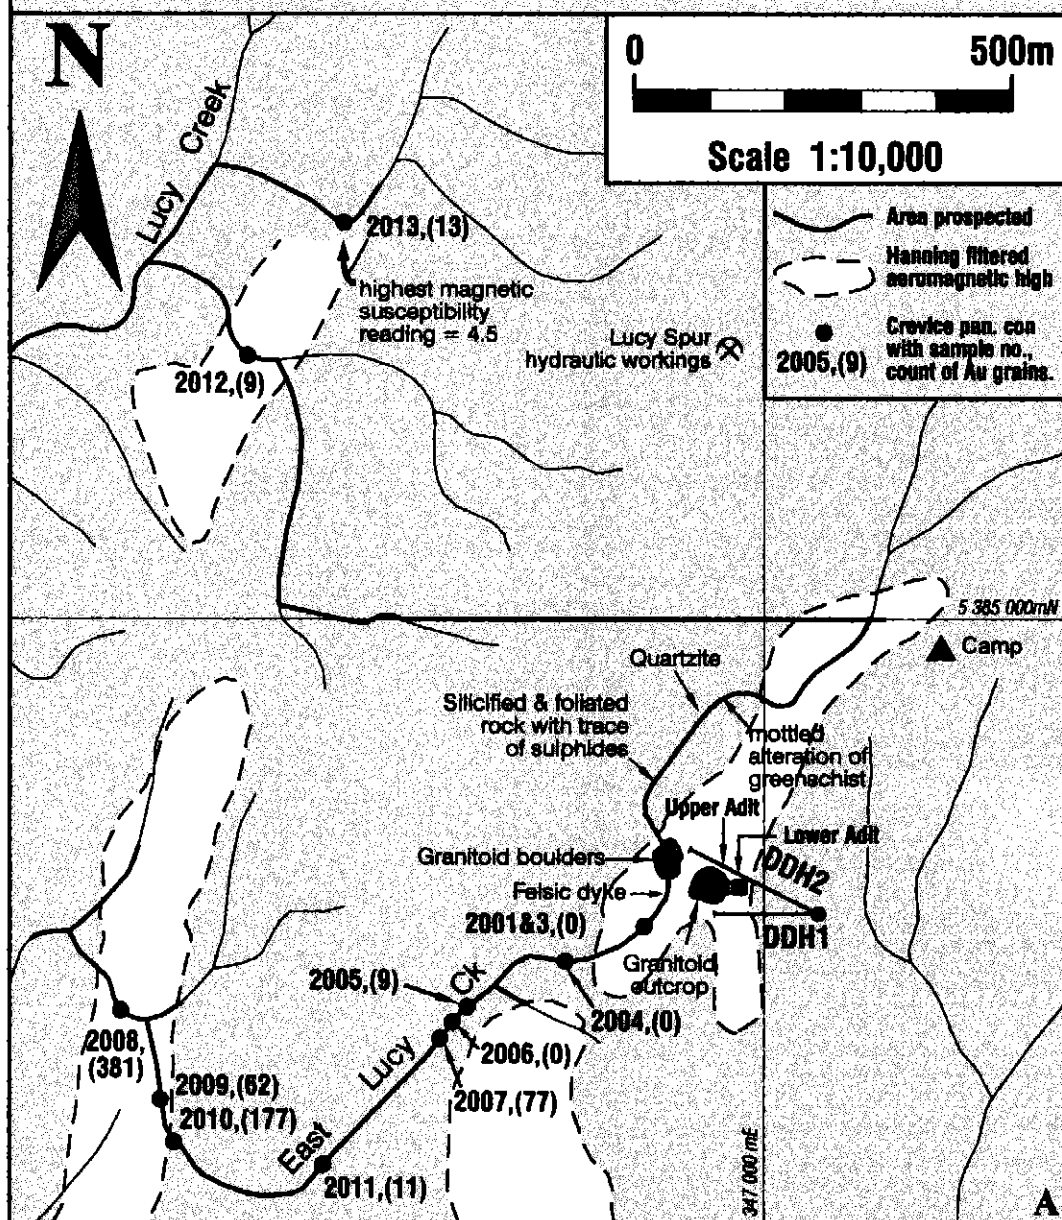 N
0 500m
Scale 1:10,000
Area prospected
Hanning filtered
aeromagnetic high
Crevice pan. con
with sample no.,
count of Au grains.
2005,(9)
Lucy Creek
2013,(13)
highest magnetic
susceptibility
reading = 4.5
Lucy Spur
hydraulic workings
2012,(9)
5 385 000mN
Camp
Quartzite
Silicified & foliated
rock with trace
of sulphides
mottled
alteration of
greenschist
Upper Adit
Lower Adit
DDH2
DDH1
Granitoid boulders
Felsic dyke
2001&3,(0)
Granitoid
outcrop
2005,(9)
2004,(0)
2006,(0)
2007,(77)
East Lucy Ck
2008,
(381)
2009,(62)
2010,(177)
2011,(11)
347 000 mE
A